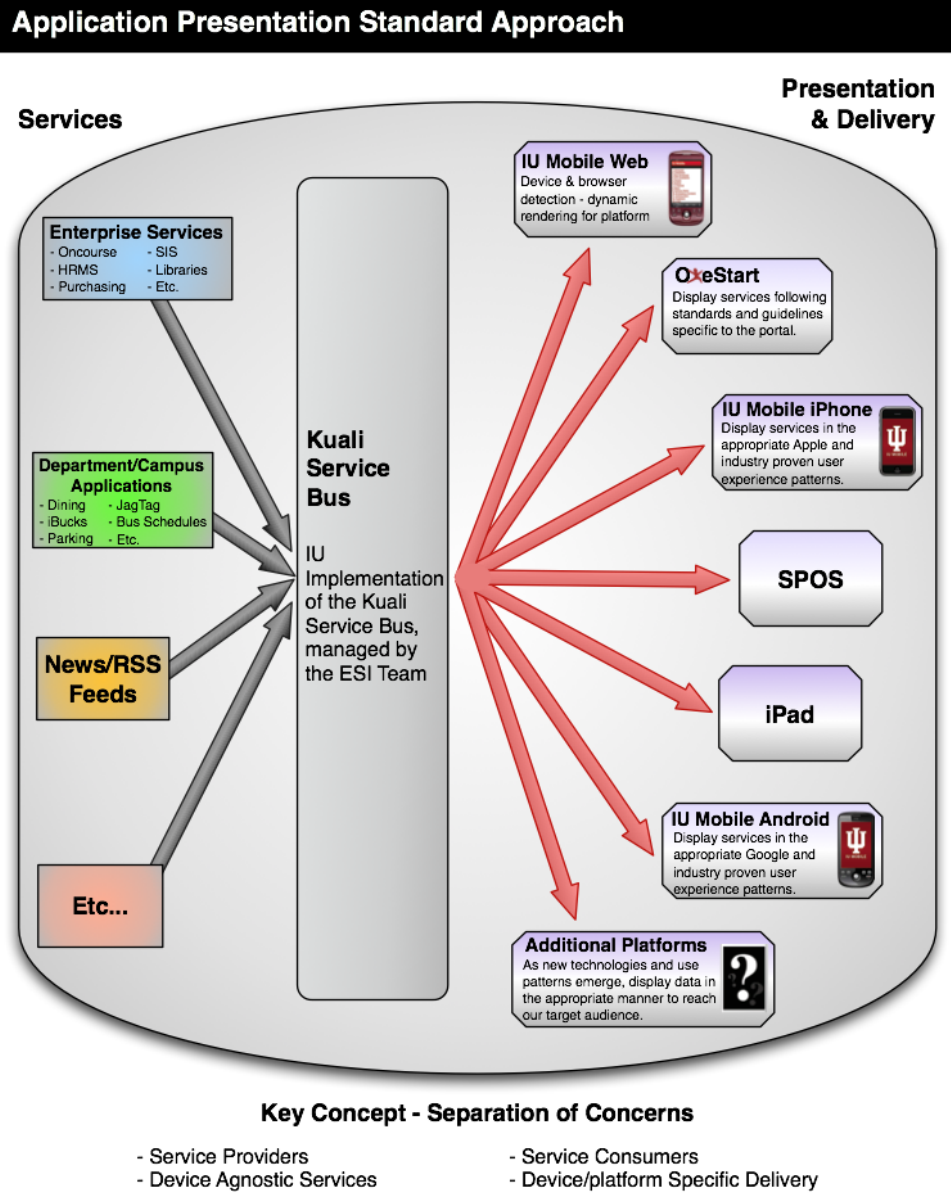 Application Presentation Standard Approach
Services
Presentation
& Delivery
Enterprise Services
- Oncourse - SIS
- HRMS - Libraries
- Purchasing - Etc.
Department/Campus
Applications
- Dining - JagTag
- iBucks - Bus Schedules
- Parking - Etc.
News/RSS
Feeds
Etc...
Kuali
Service
Bus
IU
Implementation
of the Kuali
Service Bus,
managed by
the ESI Team
IU Mobile Web
Device & browser
detection - dynamic
rendering for platform
OneStart
Display services following
standards and guidelines
specific to the portal.
IU Mobile iPhone
Display services in the
appropriate Apple and
industry proven user
experience patterns.
SPOS
iPad
IU Mobile Android
Display services in the
appropriate Google and
industry proven user
experience patterns.
Additional Platforms
As new technologies and use
patterns emerge, display data in
the appropriate manner to reach
our target audience.
?
Key Concept - Separation of Concerns
- Service Providers
- Device Agnostic Services
- Service Consumers
- Device/platform Specific Delivery